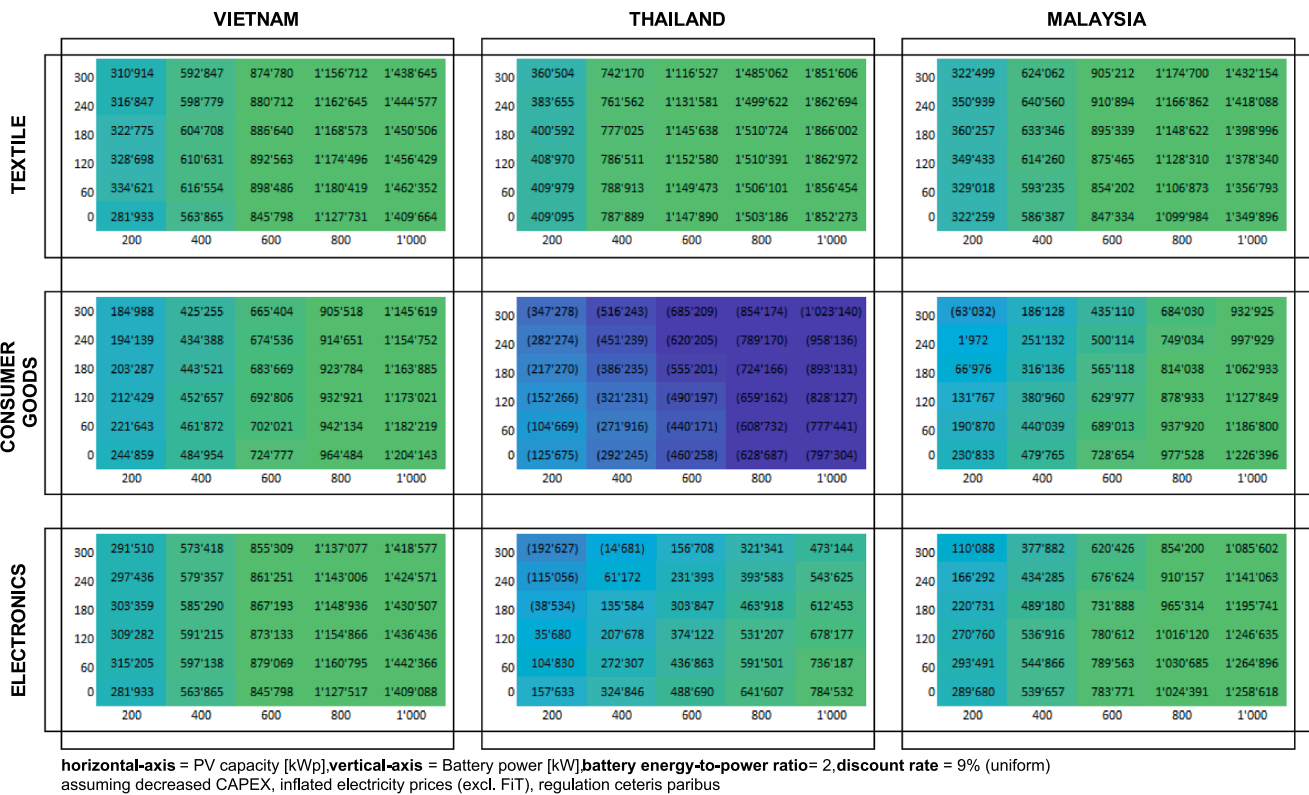 VIETNAM THAILAND MALAYSIA
TEXTILE
300 310'914 592'847 874'780 1'156'712 1'438'645 300 360'504 742'170 1'116'527 1'485'062 1'851'606 300 322'499 624'062 905'212 1'174'700 1'432'154
240 316'847 598'779 880'712 1'162'645 1'444'577 240 383'655 761'562 1'131'581 1'499'622 1'862'694 240 350'939 640'560 910'894 1'166'862 1'418'088
180 322'775 604'708 886'640 1'168'573 1'450'506 180 400'592 777'025 1'145'638 1'510'724 1'866'002 180 360'257 633'346 895'339 1'148'622 1'398'996
120 328'698 610'631 892'563 1'174'496 1'456'429 120 408'970 786'511 1'152'580 1'510'391 1'862'972 120 349'433 614'260 875'465 1'128'310 1'378'340
60 334'621 616'554 898'486 1'180'419 1'462'352 60 409'979 788'913 1'149'473 1'506'101 1'856'454 60 329'018 593'235 854'202 1'106'873 1'356'793
0 281'933 563'865 845'798 1'127'731 1'409'664 0 409'095 787'889 1'147'890 1'503'186 1'852'273 0 322'259 586'387 847'334 1'099'984 1'349'896
200 400 600 800 1'000 200 400 600 800 1'000 200 400 600 800 1'000
CONSUMER
GOODS
300 184'988 425'255 665'404 905'518 1'145'619 300 (347'278) (516'243) (685'209) (854'174) (1'023'140) 300 (63'032) 186'128 435'110 684'030 932'925
240 194'139 434'388 674'536 914'651 1'154'752 240 (282'274) (451'239) (620'205) (789'170) (958'136) 240 1'972 251'132 500'114 749'034 997'929
180 203'287 443'521 683'669 923'784 1'163'885 180 (217'270) (386'235) (555'201) (724'166) (893'131) 180 66'976 316'136 565'118 814'038 1'062'933
120 212'429 452'657 692'806 932'921 1'173'021 120 (152'266) (321'231) (490'197) (659'162) (828'127) 120 131'767 380'960 629'977 878'933 1'127'849
60 221'643 461'872 702'021 942'134 1'182'219 60 (104'669) (271'916) (440'171) (608'732) (777'441) 60 190'870 440'039 689'013 937'920 1'186'800
0 244'859 484'954 724'777 964'484 1'204'143 0 (125'675) (292'245) (460'258) (628'687) (797'304) 0 230'833 479'765 728'654 977'528 1'226'396
200 400 600 800 1'000 200 400 600 800 1'000 200 400 600 800 1'000
ELECTRONICS
300 291'510 573'418 855'309 1'137'077 1'418'577 300 (192'627) (14'681) 156'708 321'341 473'144 300 110'088 377'882 620'426 854'200 1'085'602
240 297'436 579'357 861'251 1'143'006 1'424'571 240 (115'056) 61'172 231'393 393'583 543'625 240 166'292 434'285 676'624 910'157 1'141'063
180 303'359 585'290 867'193 1'148'936 1'430'507 180 (38'534) 135'584 303'847 463'918 612'453 180 220'731 489'180 731'888 965'314 1'195'741
120 309'282 591'215 873'133 1'154'866 1'436'436 120 35'680 207'678 374'122 531'207 678'177 120 270'760 536'916 780'612 1'016'120 1'246'635
60 315'205 597'138 879'069 1'160'795 1'442'366 60 104'830 272'307 436'863 591'501 736'187 60 293'491 544'866 789'563 1'030'685 1'264'896
0 281'933 563'865 845'798 1'127'517 1'409'088 0 157'633 324'846 488'690 641'607 784'532 0 289'680 539'657 783'771 1'024'391 1'258'618
200 400 600 800 1'000 200 400 600 800 1'000 200 400 600 800 1'000
horizontal-axis = PV capacity [kWp],vertical-axis = Battery power [kW],battery energy-to-power ratio= 2,discount rate = 9% (uniform)
assuming decreased CAPEX, inflated electricity prices (excl. FiT), regulation ceteris paribus